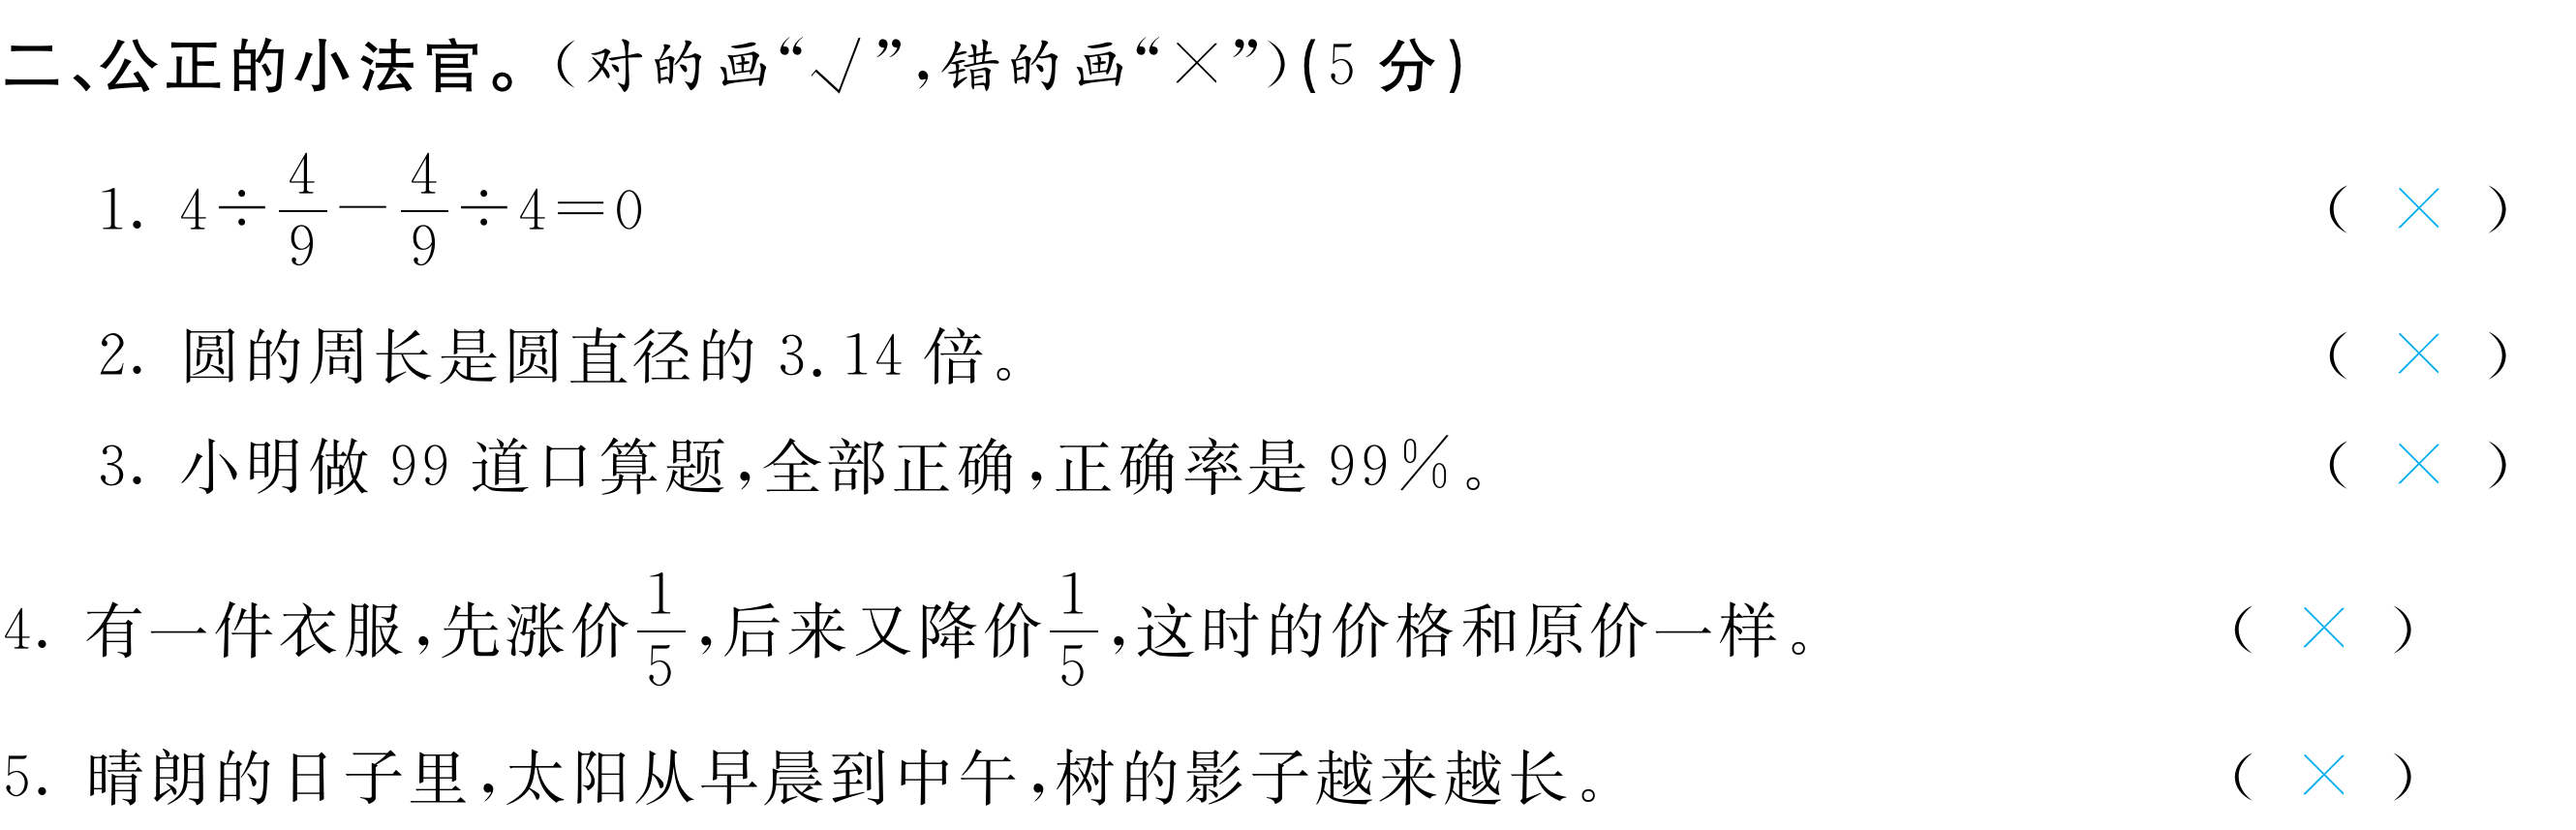 二、公正的小法官。(对的画“√”,错的画“×”)(5 分)
1. 4÷4/9−4/9÷4=0 ( × )
2. 圆的周长是圆直径的 3.14 倍。 ( × )
3. 小明做 99 道口算题,全部正确,正确率是 99%。 ( × )
4. 有一件衣服,先涨价1/5,后来又降价1/5,这时的价格和原价一样。 ( × )
5. 晴朗的日子里,太阳从早晨到中午,树的影子越来越长。 ( × )